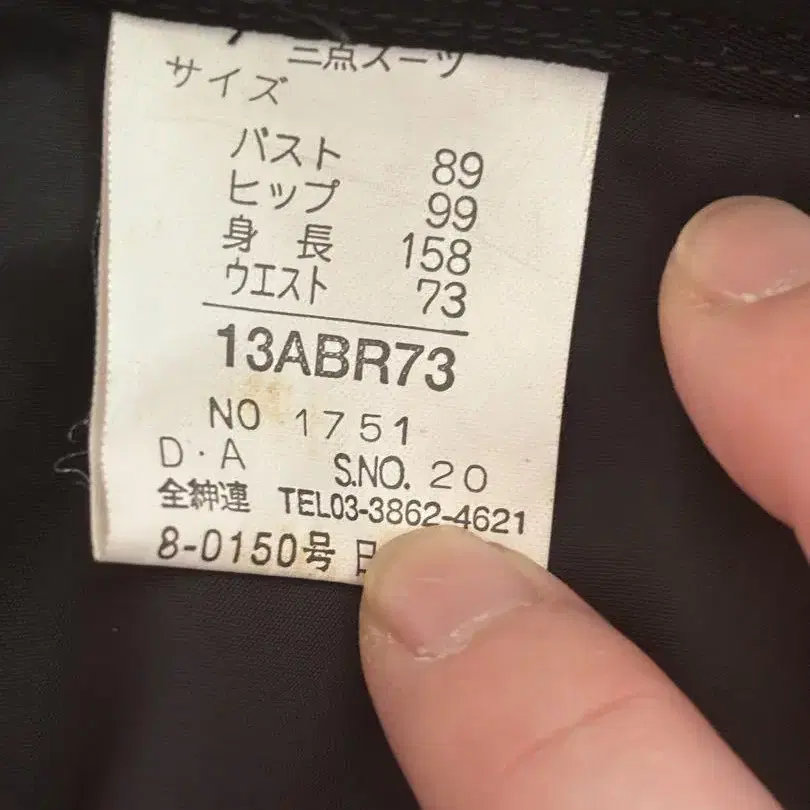 三点スーツ
サイズ
バスト 89
ヒップ 99
身長 158
ウエスト 73
13ABR73
NO 1751
D・A S.NO. 20
全紳連 TEL03-3862-4621
8-0150号 日